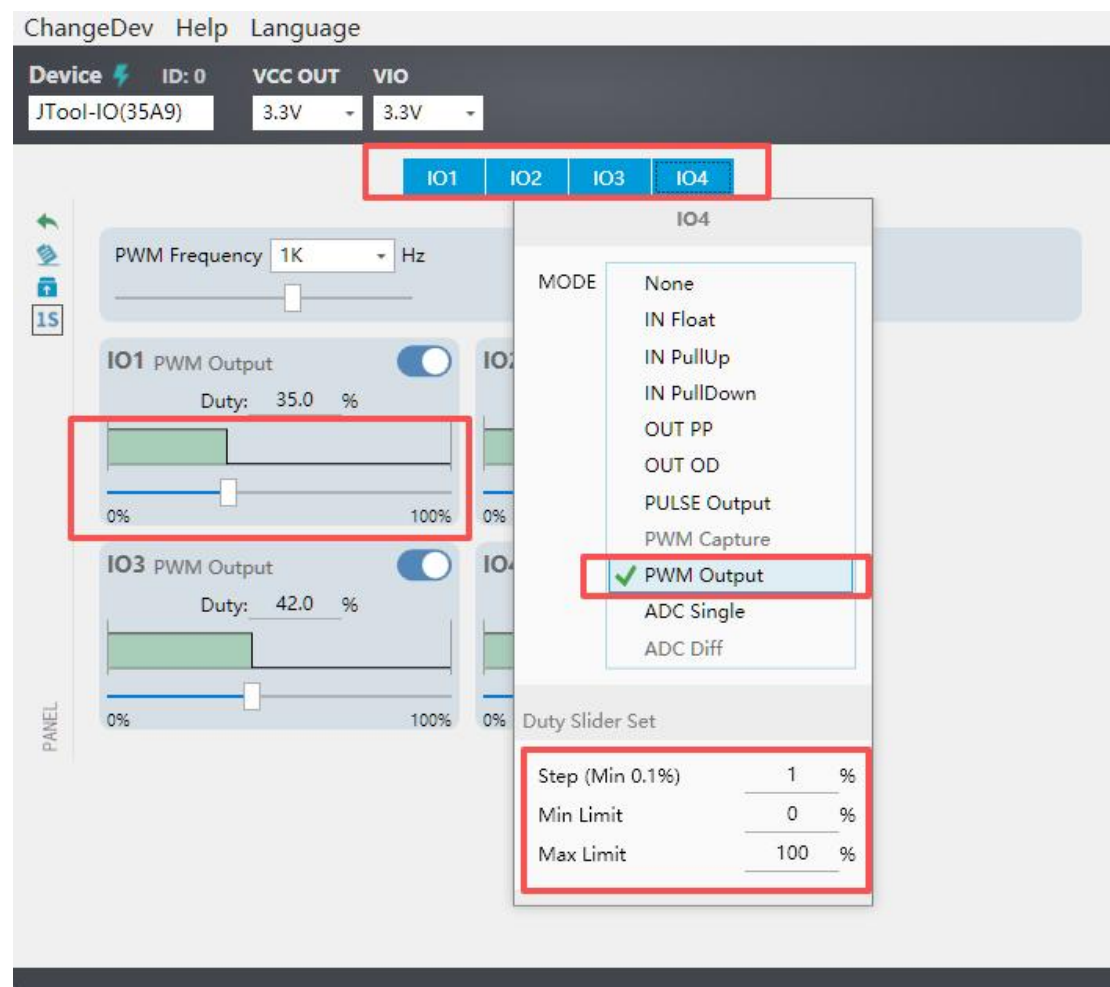 ChangeDev Help Language
Device ID: 0 VCC OUT VIO
JTool-IO(35A9) 3.3V 3.3V
IO1 IO2 IO3 IO4
IO4
PWM Frequency 1K Hz
1S
MODE
None
IN Float
IN PullUp
IN PullDown
OUT PP
OUT OD
PULSE Output
PWM Capture
PWM Output
ADC Single
ADC Diff
IO1 PWM Output
Duty: 35.0 %
0% 100%
0%
IO3 PWM Output
Duty: 42.0 %
0% 100%
0%
PANEL
Duty Slider Set
Step (Min 0.1%) 1 %
Min Limit 0 %
Max Limit 100 %